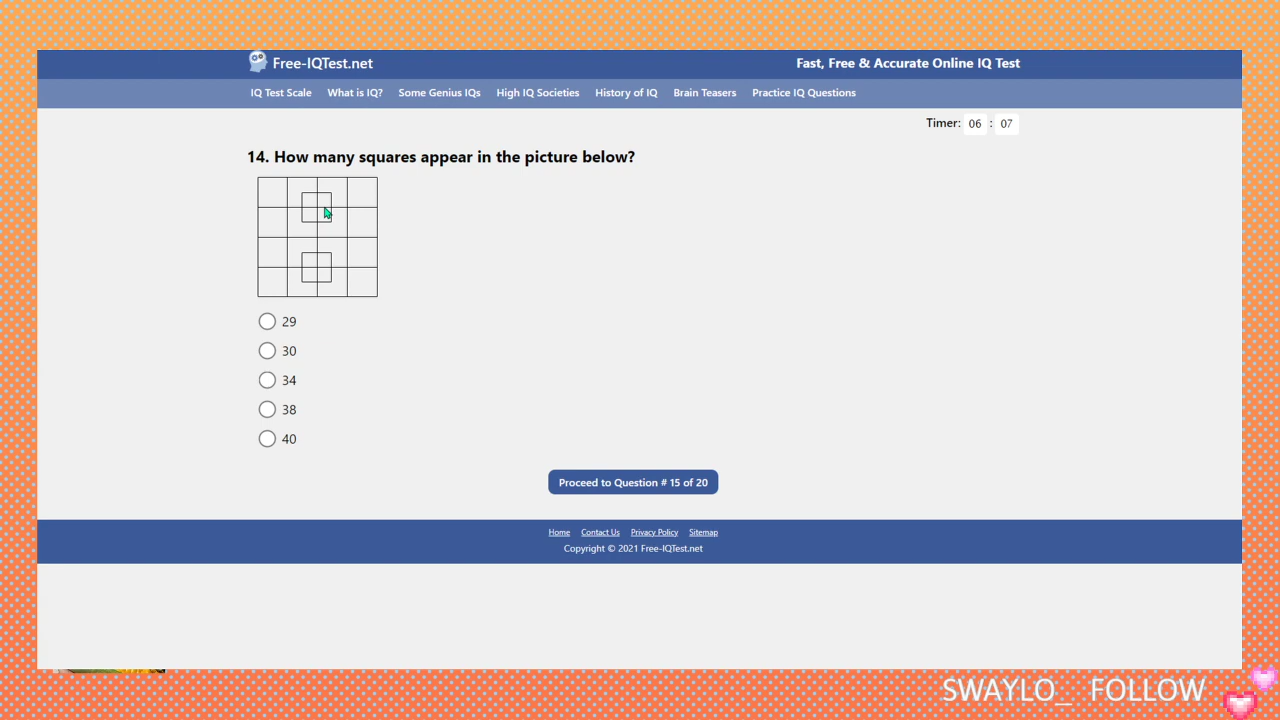 Free-IQTest.net
Fast, Free & Accurate Online IQ Test
IQ Test Scale What is IQ? Some Genius IQs High IQ Societies History of IQ Brain Teasers Practice IQ Questions
Timer: 06 : 07
14. How many squares appear in the picture below?
29
30
34
38
40
Proceed to Question # 15 of 20
Home Contact Us Privacy Policy Sitemap
Copyright © 2021 Free-IQTest.net
SWAYLO_ FOLLOW